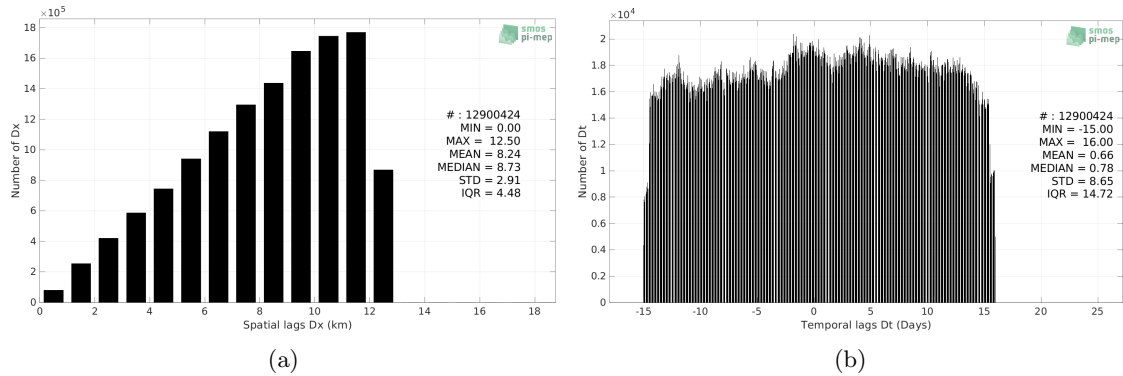 ×10⁵
18
16
14
12
10
8
6
4
2
0
Number of Dx
smos
pi-mep
# : 12900424
MIN = 0.00
MAX = 12.50
MEAN = 8.24
MEDIAN = 8.73
STD = 2.91
IQR = 4.48
0 2 4 6 8 10 12 14 16 18
Spatial lags Dx (km)
(a)
×10⁴
2
1.8
1.6
1.4
1.2
1
0.8
0.6
0.4
0.2
0
Number of Dt
smos
pi-mep
# : 12900424
MIN = -15.00
MAX = 16.00
MEAN = 0.66
MEDIAN = 0.78
STD = 8.65
IQR = 14.72
-15 -10 -5 0 5 10 15 20 25
Temporal lags Dt (Days)
(b)